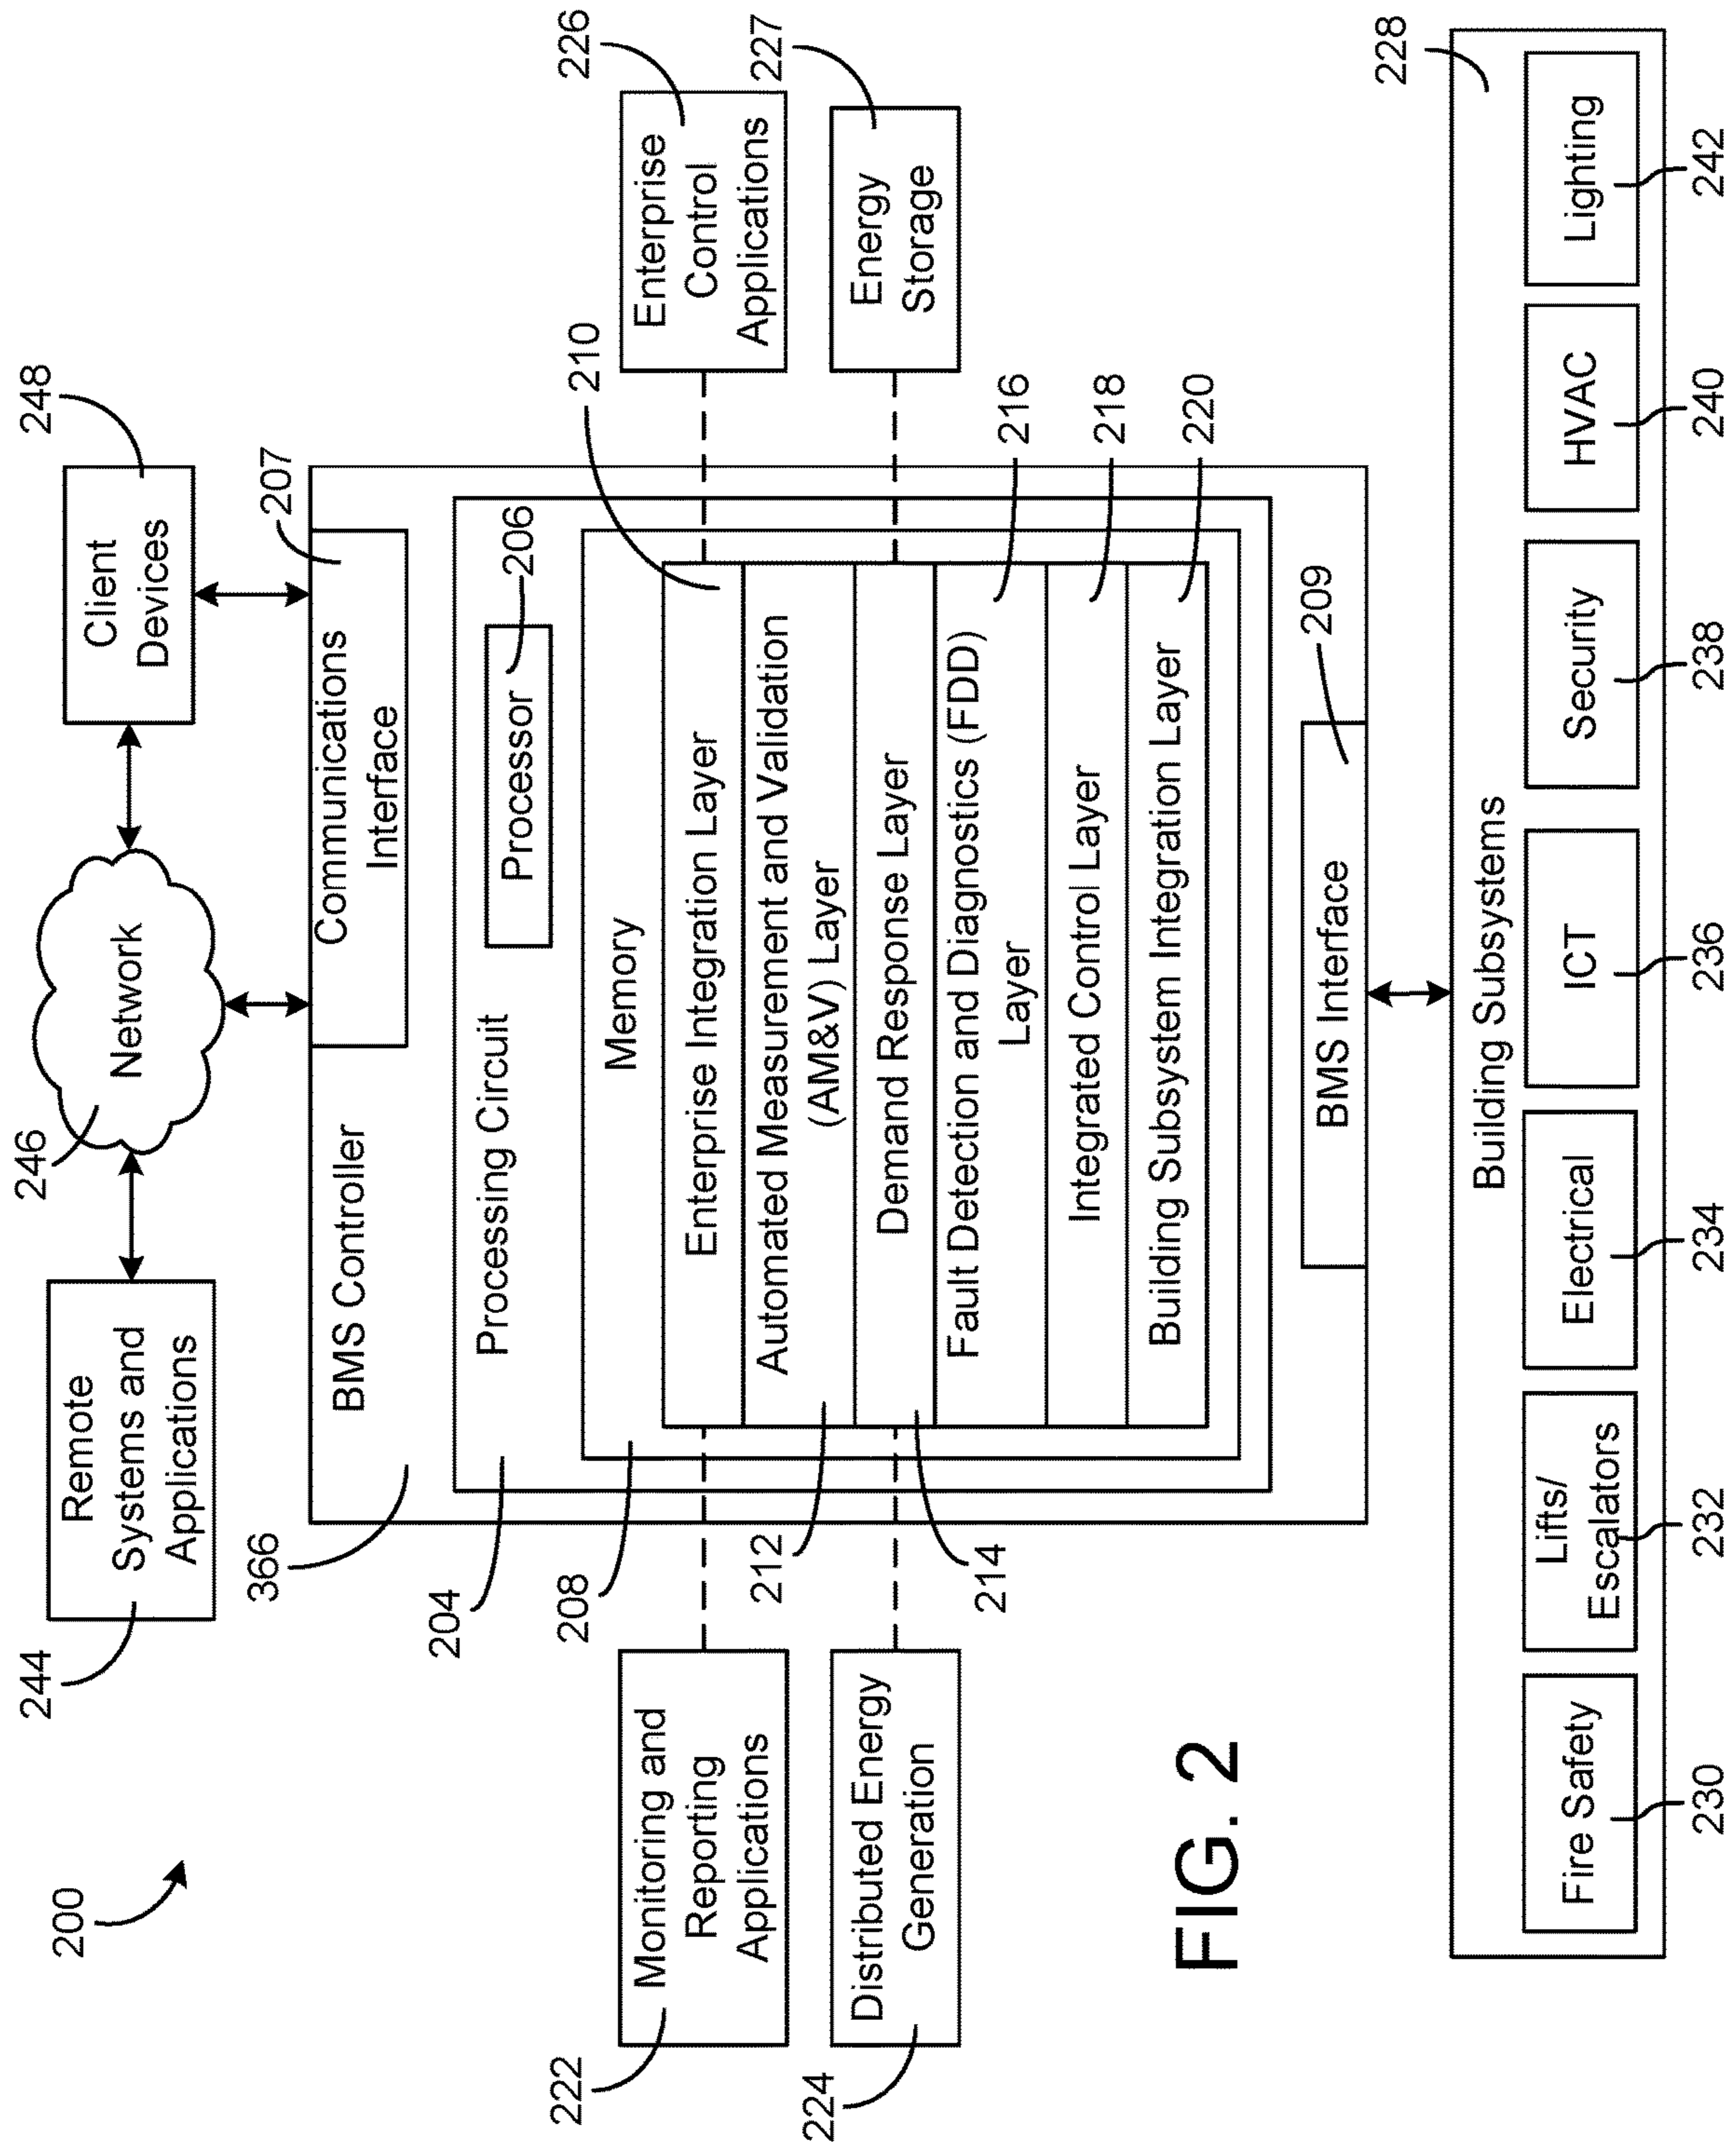 200
244
Remote
Systems and
Applications
246
Network
248
Client
Devices
366
BMS Controller
207
Communications
Interface
204
Processing Circuit
206
Processor
208
Memory
210
Enterprise Integration Layer
212
Automated Measurement and Validation
(AM&V) Layer
214
Demand Response Layer
216
Fault Detection and Diagnostics (FDD)
Layer
218
Integrated Control Layer
220
Building Subsystem Integration Layer
209
BMS Interface
222
Monitoring and
Reporting
Applications
224
Distributed Energy
Generation
226
Enterprise
Control
Applications
227
Energy
Storage
228
Building Subsystems
Fire Safety
Lifts/
Escalators
Electrical
ICT
Security
HVAC
Lighting
230
232
234
236
238
240
242
FIG. 2